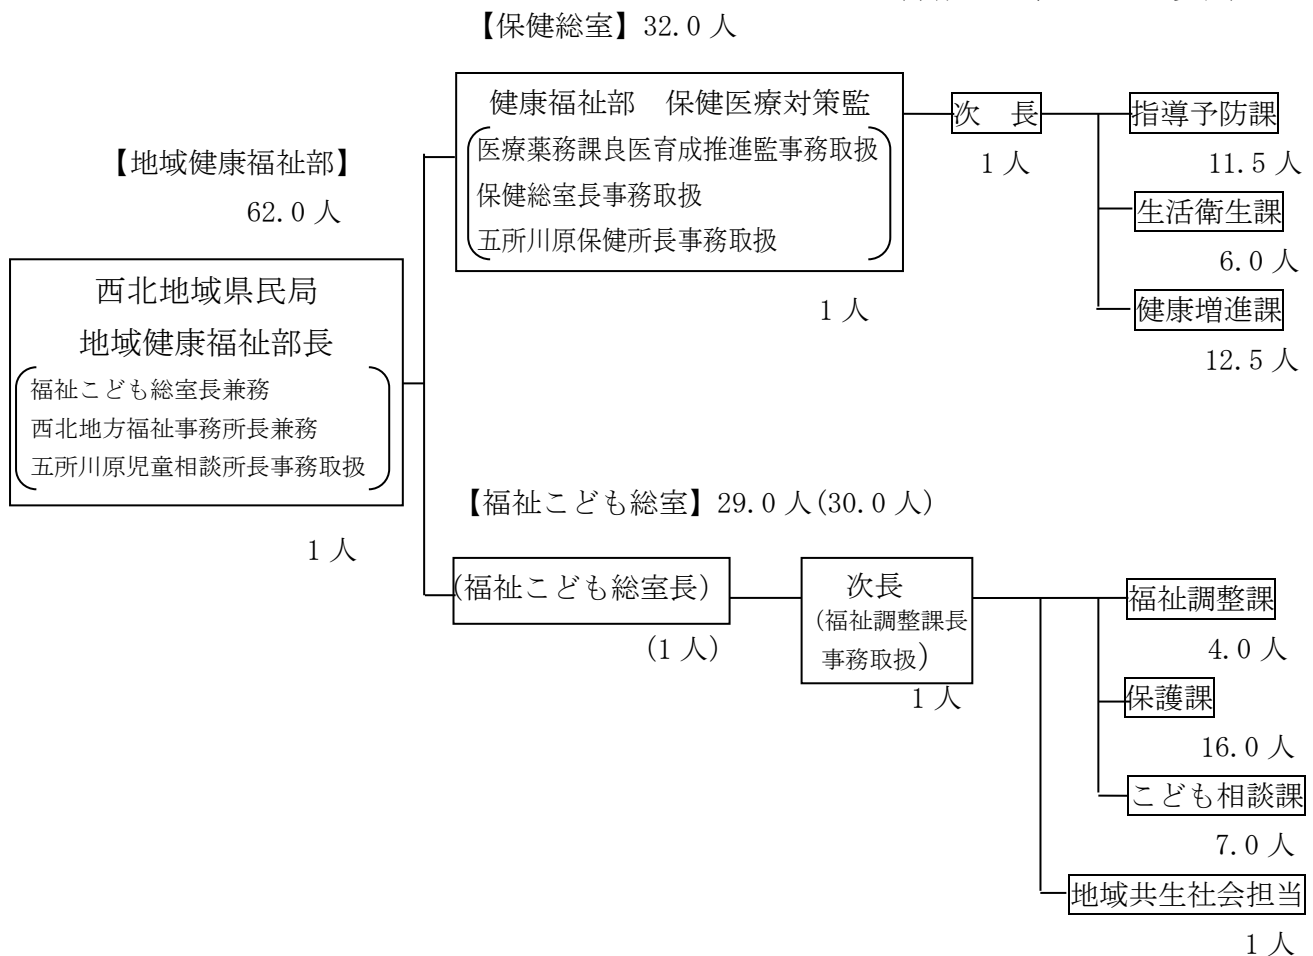 【保健総室】32.0 人
健康福祉部　保健医療対策監
医療薬務課良医育成推進監事務取扱
保健総室長事務取扱
五所川原保健所長事務取扱
1 人
次　長
1 人
指導予防課
11.5 人
生活衛生課
6.0 人
健康増進課
12.5 人
【地域健康福祉部】
62.0 人
西北地域県民局
地域健康福祉部長
福祉こども総室長兼務
西北地方福祉事務所長兼務
五所川原児童相談所長事務取扱
1 人
【福祉こども総室】29.0 人(30.0 人)
(福祉こども総室長)
(1 人)
次長
(福祉調整課長
事務取扱)
1 人
福祉調整課
4.0 人
保護課
16.0 人
こども相談課
7.0 人
地域共生社会担当
1 人